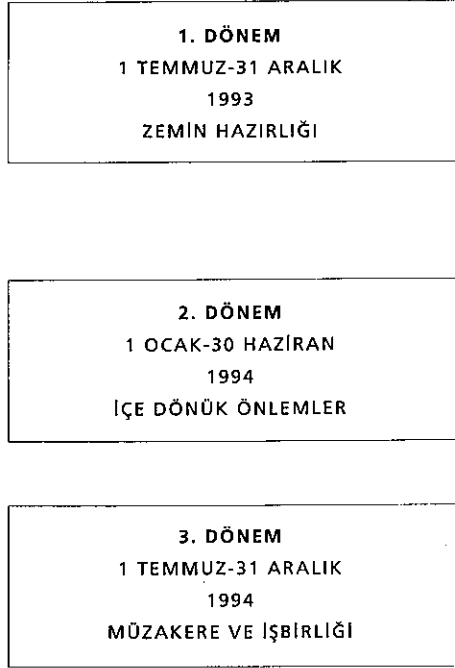 1. DÖNEM
1 TEMMUZ-31 ARALIK
1993
ZEMİN HAZIRLIĞI
2. DÖNEM
1 OCAK-30 HAZİRAN
1994
İÇE DÖNÜK ÖNLEMLER
3. DÖNEM
1 TEMMUZ-31 ARALIK
1994
MÜZAKERE VE İŞBİRLİĞİ